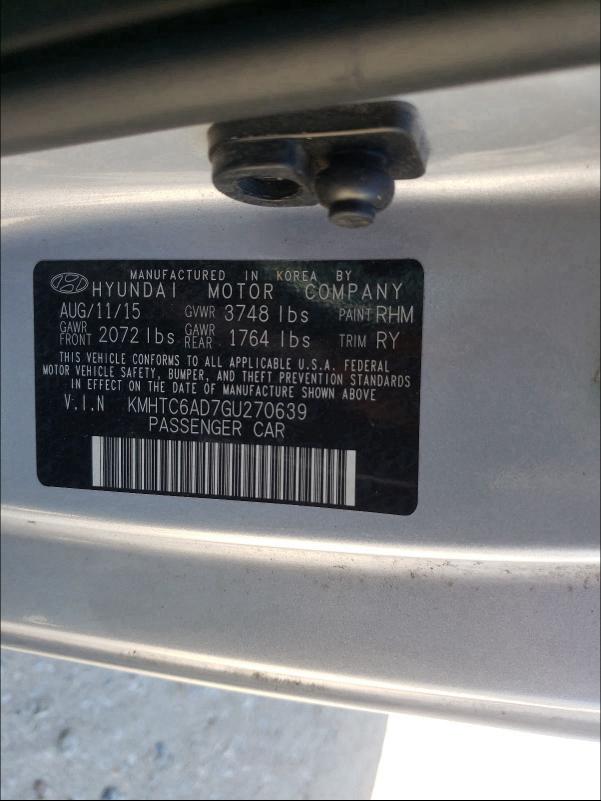 MANUFACTURED IN KOREA BY
HYUNDAI MOTOR COMPANY
AUG/11/15 GVWR 3748 lbs PAINT RHM
GAWR FRONT 2072 lbs GAWR REAR 1764 lbs TRIM RY
THIS VEHICLE CONFORMS TO ALL APPLICABLE U.S.A. FEDERAL
MOTOR VEHICLE SAFETY, BUMPER, AND THEFT PREVENTION STANDARDS
IN EFFECT ON THE DATE OF MANUFACTURE SHOWN ABOVE
V.I.N KMHTC6AD7GU270639
PASSENGER CAR